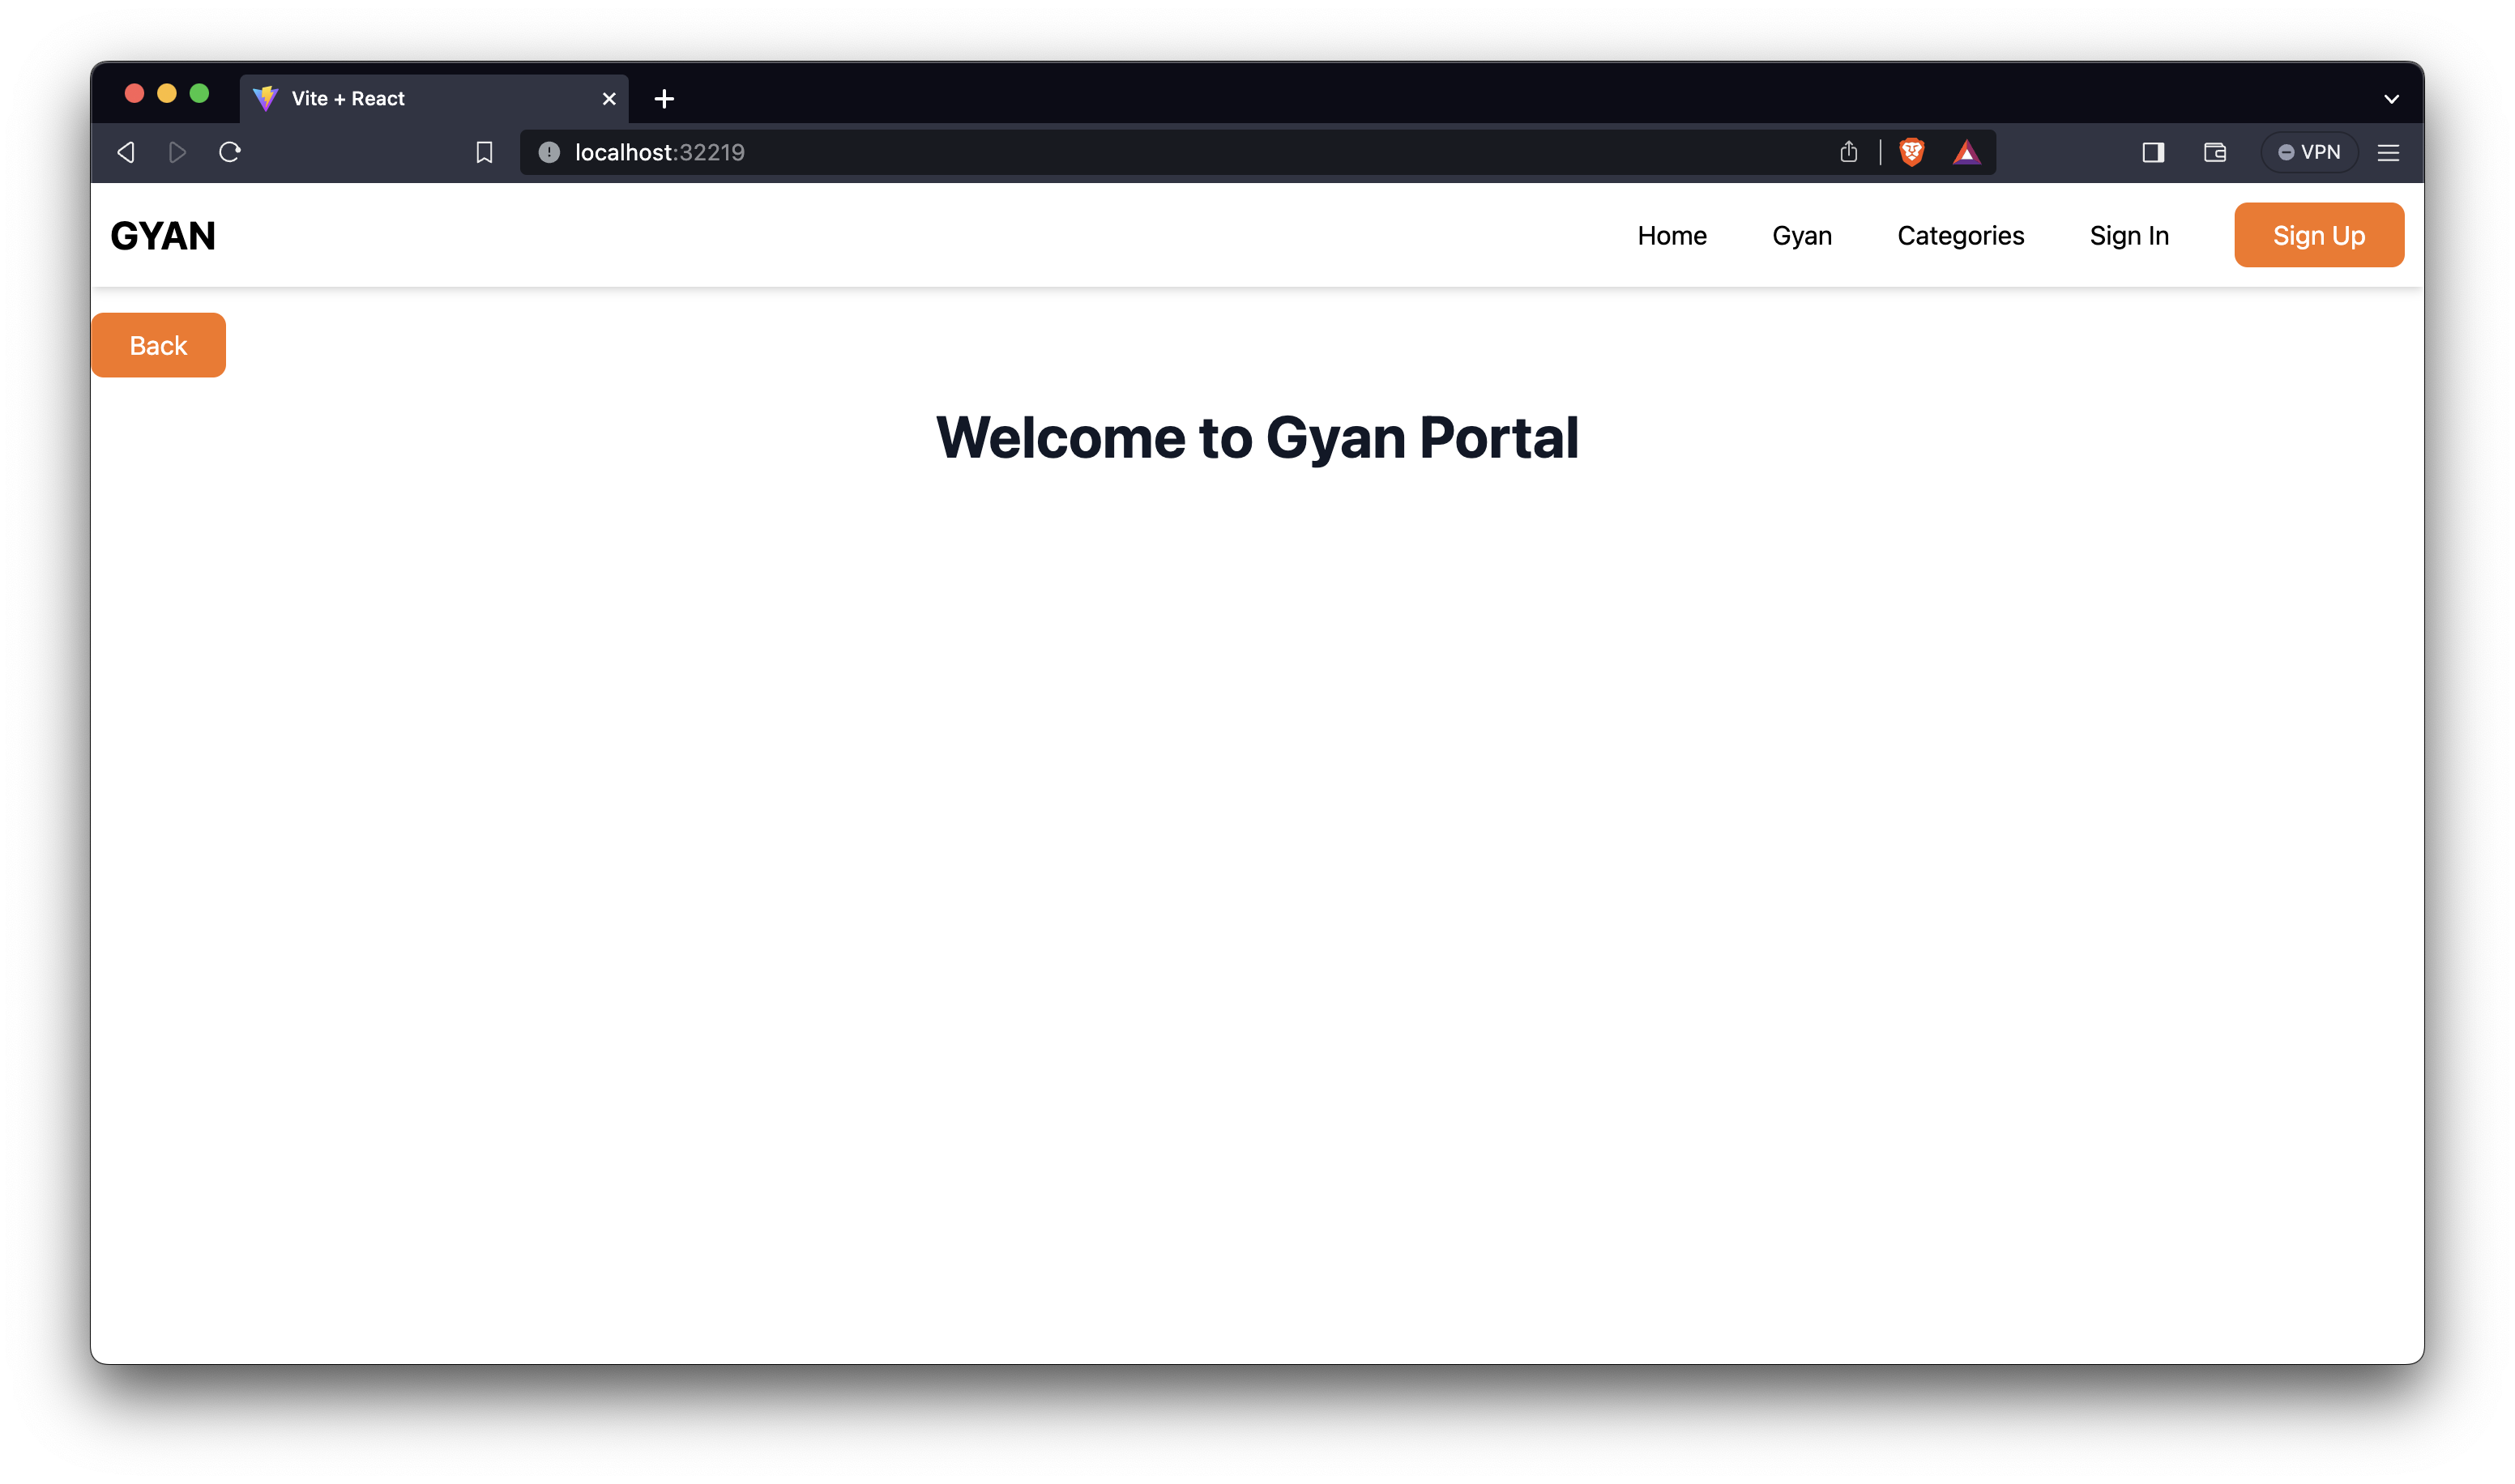 Vite + React
localhost:32219
VPN
GYAN
Home Gyan Categories Sign In Sign Up
Back
Welcome to Gyan Portal